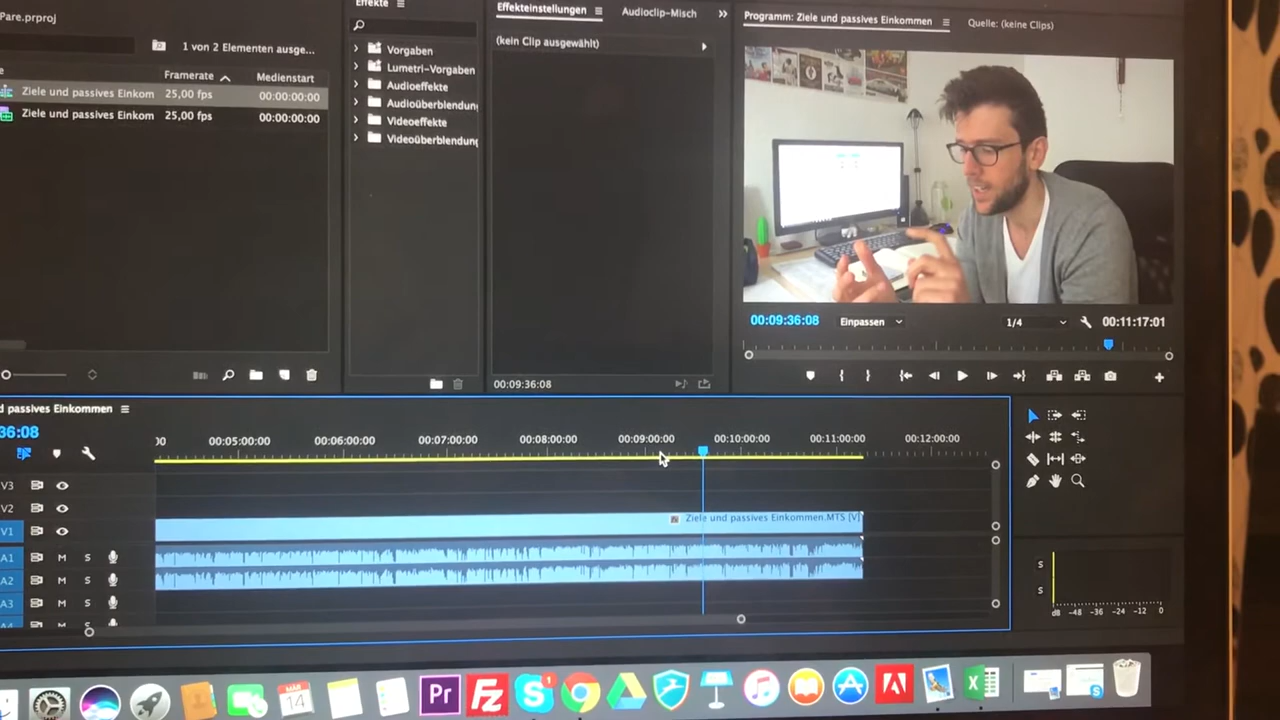 Pare.prproj
1 von 2 Elementen ausge...
Framerate
Medienstart
Ziele und passives Einkom
25,00 fps
00:00:00:00
Ziele und passives Einkom
25,00 fps
00:00:00:00
Effekte
Vorgaben
Lumetri-Vorgaben
Audioeffekte
Audioüberblendung
Videoeffekte
Videoüberblendung
Effekteinstellungen
Audioclip-Misch
(kein Clip ausgewählt)
00:09:36:08
Programm: Ziele und passives Einkommen
Quelle: (keine Clips)
00:09:36:08
Einpassen
1/4
00:11:17:01
d passives Einkommen
36:08
00:05:00:00
00:06:00:00
00:07:00:00
00:08:00:00
00:09:00:00
00:10:00:00
00:11:00:00
00:12:00:00
V3
V2
V1
Ziele und passives Einkommen.MTS [V]
A1
M
S
A2
M
S
A3
M
S
S
S
dB
-48
-36
-24
-12
0
MÄR
14
Pr
FZ
S
1
A
X
S